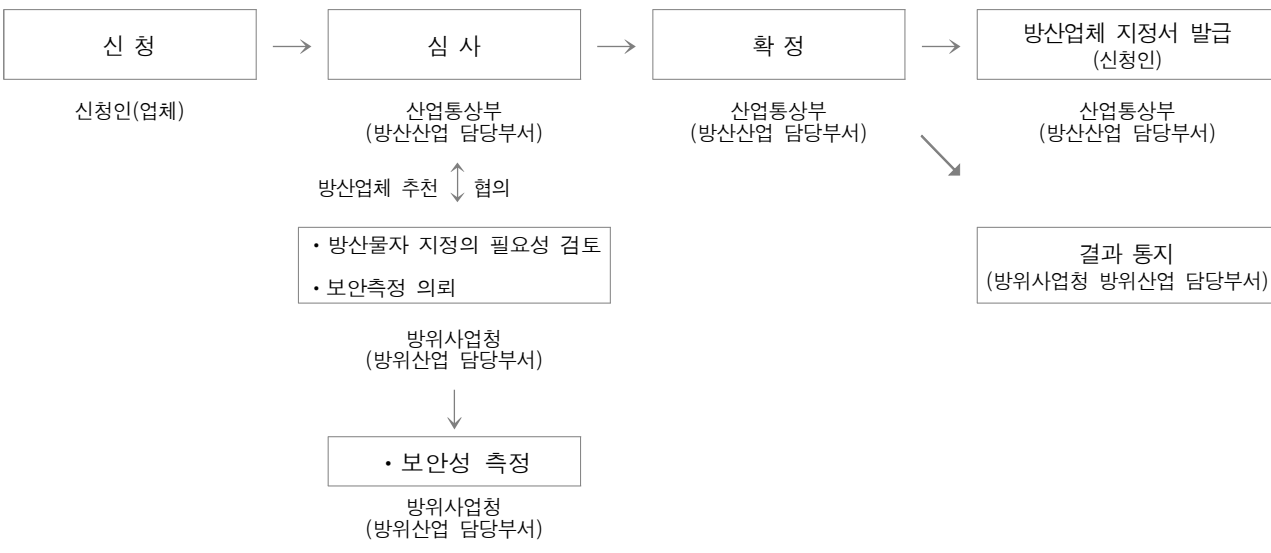 신 청
심 사
확 정
방산업체 지정서 발급
(신청인)
신청인(업체)
산업통상부
(방산산업 담당부서)
산업통상부
(방산산업 담당부서)
산업통상부
(방산산업 담당부서)
방산업체 추천
협의
・방산물자 지정의 필요성 검토
・보안측정 의뢰
결과 통지
(방위사업청 방위산업 담당부서)
방위사업청
(방위산업 담당부서)
・보안성 측정
방위사업청
(방위산업 담당부서)